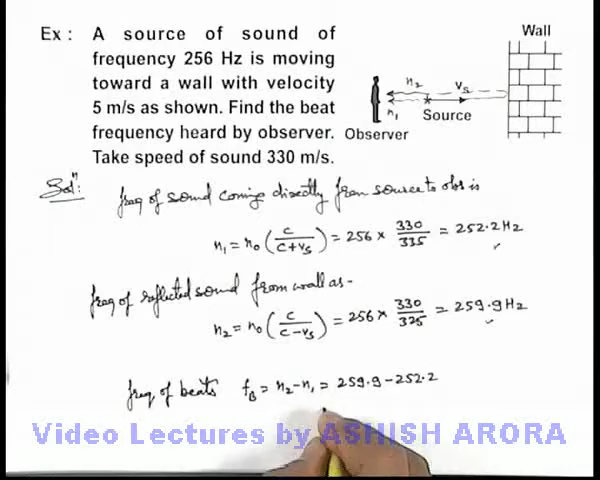 Ex : A source of sound of
frequency 256 Hz is moving
toward a wall with velocity
5 m/s as shown. Find the beat
frequency heard by observer.
Take speed of sound 330 m/s.
Wall
n₂
Vs
n₁
Source
Observer
Solⁿ:
freq of sound coming directly from source to obs is
n₁ = n₀ (c/(c+vs)) = 256 × 330/335 = 252.2 Hz
freq of reflected sound from wall as -
n₂ = n₀ (c/(c-vs)) = 256 × 330/325 = 259.9 Hz
freq of beats fB = n₂ - n₁ = 259.9 - 252.2
Video Lectures by ASHISH ARORA